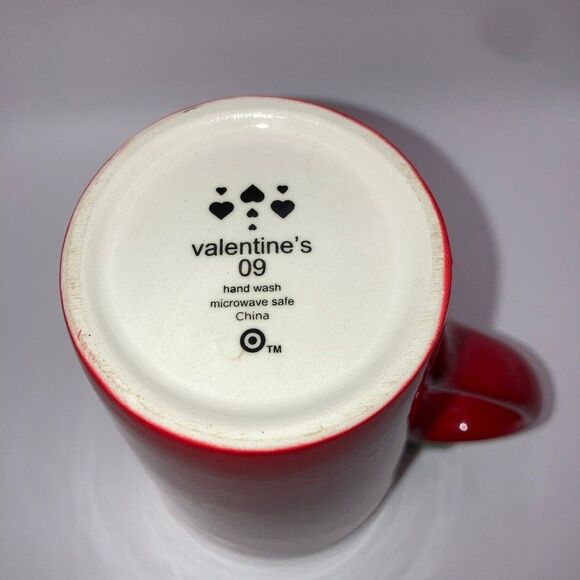 valentine's
09
hand wash
microwave safe
China
TM